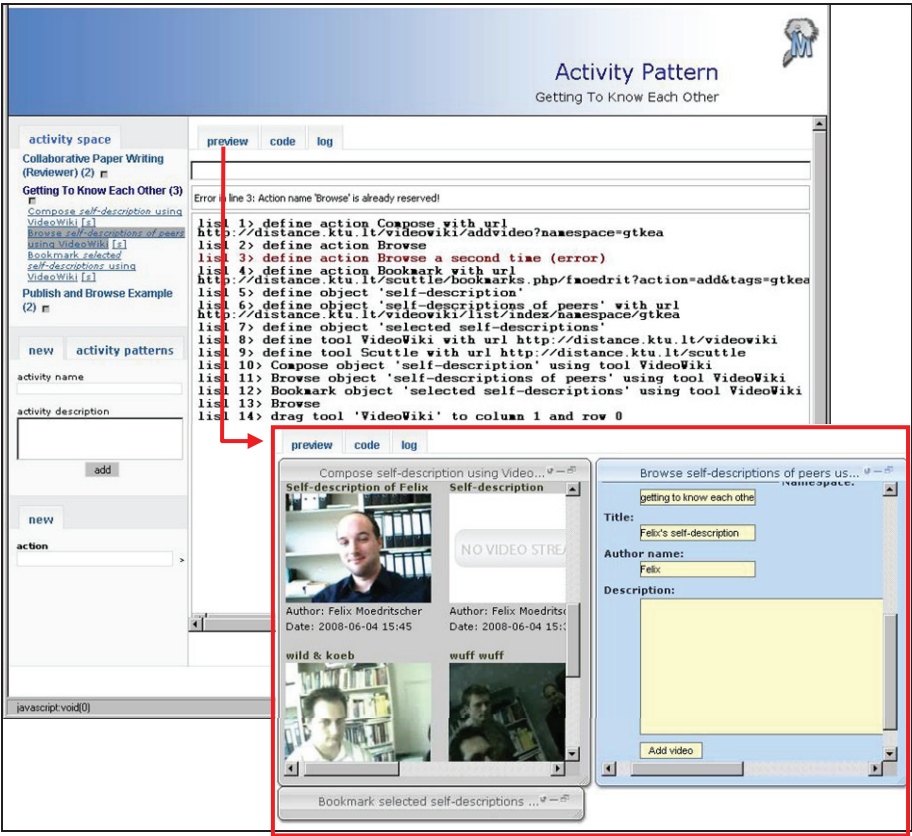 M
Activity Pattern
Getting To Know Each Other
activity space
Collaborative Paper Writing
(Reviewer) (2)
Getting To Know Each Other (3)
Compose self-description using
VideoWiki [s]
Browse self-descriptions of peers
using VideoWiki [s]
Bookmark selected
self-descriptions using
VideoWiki [s]
Publish and Browse Example
(2)
new activity patterns
activity name
activity description
add
new
action
>
javascript:void(0)
preview code log
Error in line 3: Action name 'Browse' is already reserved!
lisl 1> define action Compose with url
http://distance.ktu.lt/videowiki/addvideo?namespace=gtkea
lisl 2> define action Browse
lisl 3> define action Browse a second time (error)
lisl 4> define action Bookmark with url
http://distance.ktu.lt/scuttle/bookmarks.php/fmoedrit?action=add&tags=gtkea
lisl 5> define object 'self-description'
lisl 6> define object 'self-descriptions of peers' with url
http://distance.ktu.lt/videowiki/list/index/namespace/gtkea
lisl 7> define object 'selected self-descriptions'
lisl 8> define tool VideoWiki with url http://distance.ktu.lt/videowiki
lisl 9> define tool Scuttle with url http://distance.ktu.lt/scuttle
lisl 10> Compose object 'self-description' using tool VideoWiki
lisl 11> Browse object 'self-descriptions of peers' using tool VideoWiki
lisl 12> Bookmark object 'selected self-descriptions' using tool VideoWiki
lisl 13> Browse
lisl 14> drag tool 'VideoWiki' to column 1 and row 0
preview code log
Compose self-description using Video...
Self-description of Felix Self-description
NO VIDEO STREA
Author: Felix Moedritscher Author: Felix Moedritsc
Date: 2008-06-04 15:45 Date: 2008-06-04 15:
wild & koeb wuff wuff
Browse self-descriptions of peers us...
Namespace:
getting to know each othe
Title:
Felix's self-description
Author name:
Felix
Description:
Add video
Bookmark selected self-descriptions ...